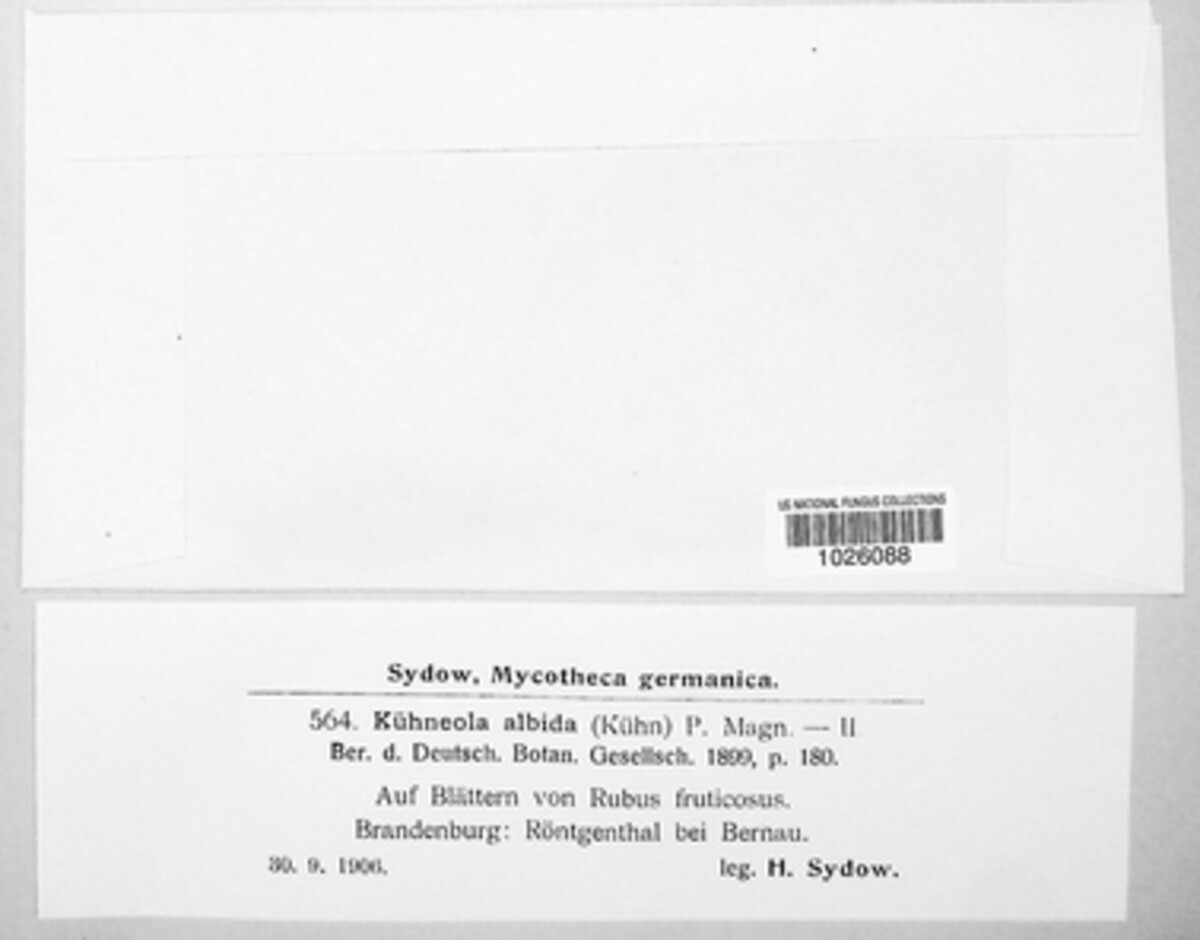 US NATIONAL FUNGUS COLLECTIONS
1026088
Sydow, Mycotheca germanica.
564. Kühneola albida (Kühn) P. Magn. — II
Ber. d. Deutsch. Botan. Gesellsch. 1899, p. 180.
Auf Blättern von Rubus fruticosus.
Brandenburg: Röntgenthal bei Bernau.
30. 9. 1906. leg. H. Sydow.